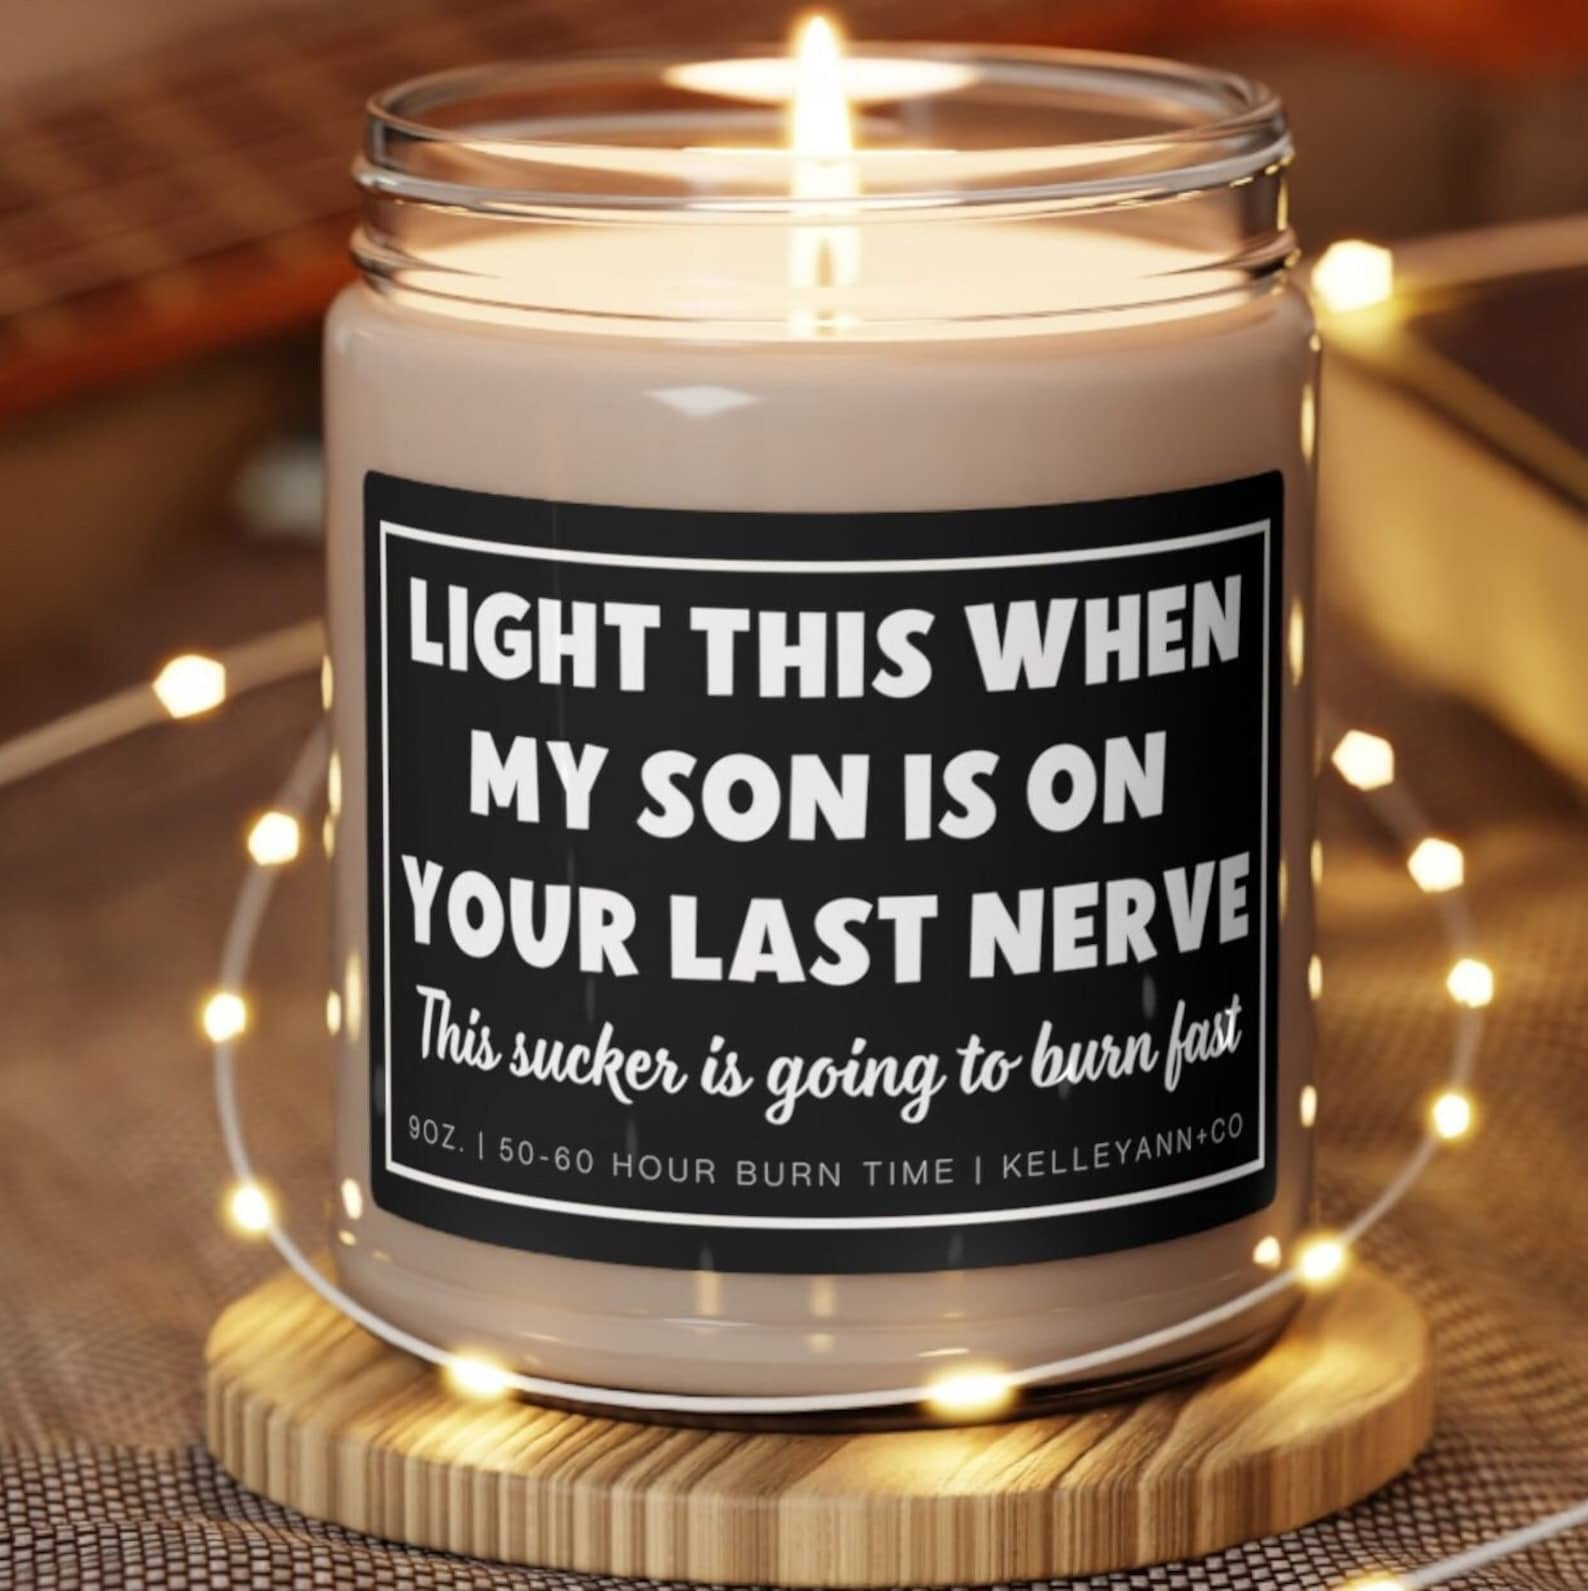 LIGHT THIS WHEN
MY SON IS ON
YOUR LAST NERVE
This sucker is going to burn fast
9OZ. | 50-60 HOUR BURN TIME | KELLEYANN+CO